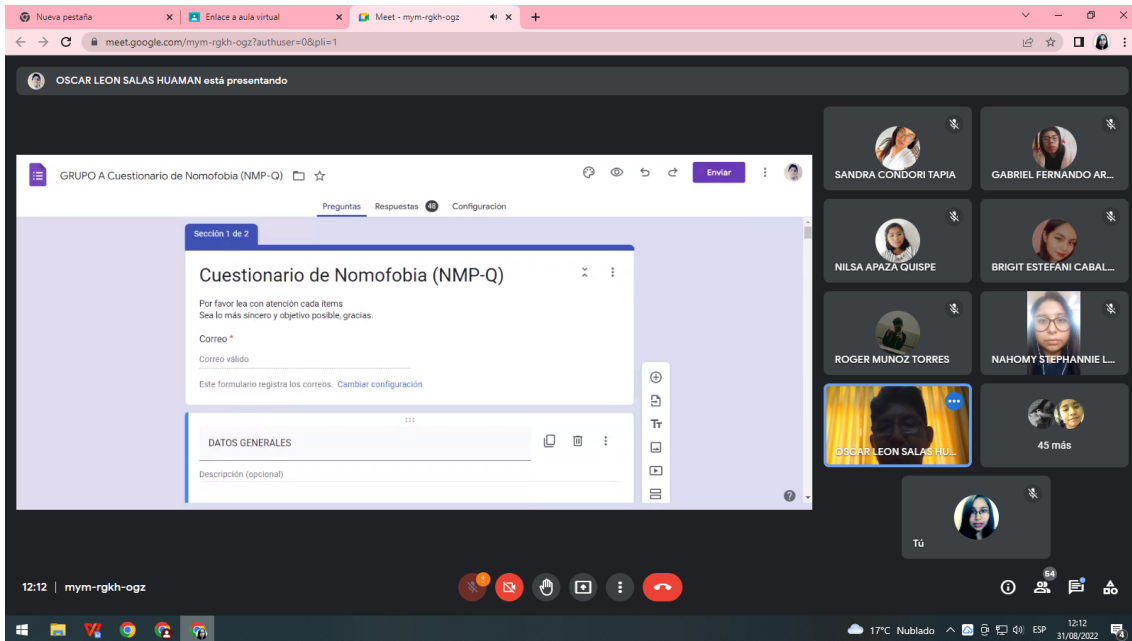 Nueva pestaña
Enlace a aula virtual
Meet - mym-rgkh-ogz
meet.google.com/mym-rgkh-ogz?authuser=0&pli=1
OSCAR LEON SALAS HUAMAN está presentando
GRUPO A Cuestionario de Nomofobia (NMP-Q)
Enviar
Preguntas Respuestas 48 Configuración
Sección 1 de 2
Cuestionario de Nomofobia (NMP-Q)
Por favor lea con atención cada ítems
Sea lo más sincero y objetivo posible, gracias.
Correo *
Correo válido
Este formulario registra los correos. Cambiar configuración
DATOS GENERALES
Descripción (opcional)
Tт
SANDRA CONDORI TAPIA
GABRIEL FERNANDO AR...
NILSA APAZA QUISPE
BRIGIT ESTEFANI CABAL...
ROGER MUNOZ TORRES
NAHOMY STEPHANNIE L...
OSCAR LEON SALAS HU...
45 más
Tú
12:12 | mym-rgkh-ogz
54
17°C Nublado
ESP
12:12
31/08/2022
4